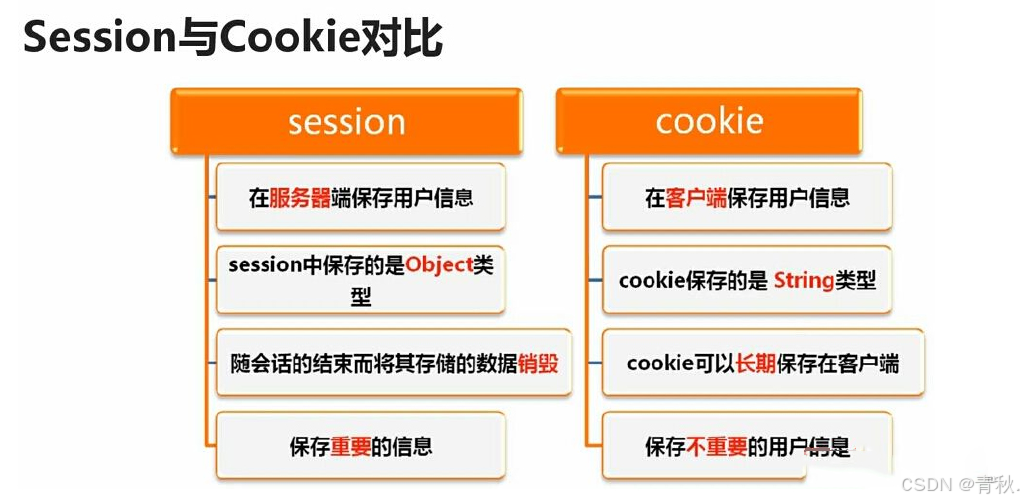 Session与Cookie对比
session
在服务器端保存用户信息
session中保存的是Object类
型
随会话的结束而将其存储的数据销毁
保存重要的信息
cookie
在客户端保存用户信息
cookie保存的是 String类型
cookie可以长期保存在客户端
保存不重要的用户信息
CSDN @青秋.